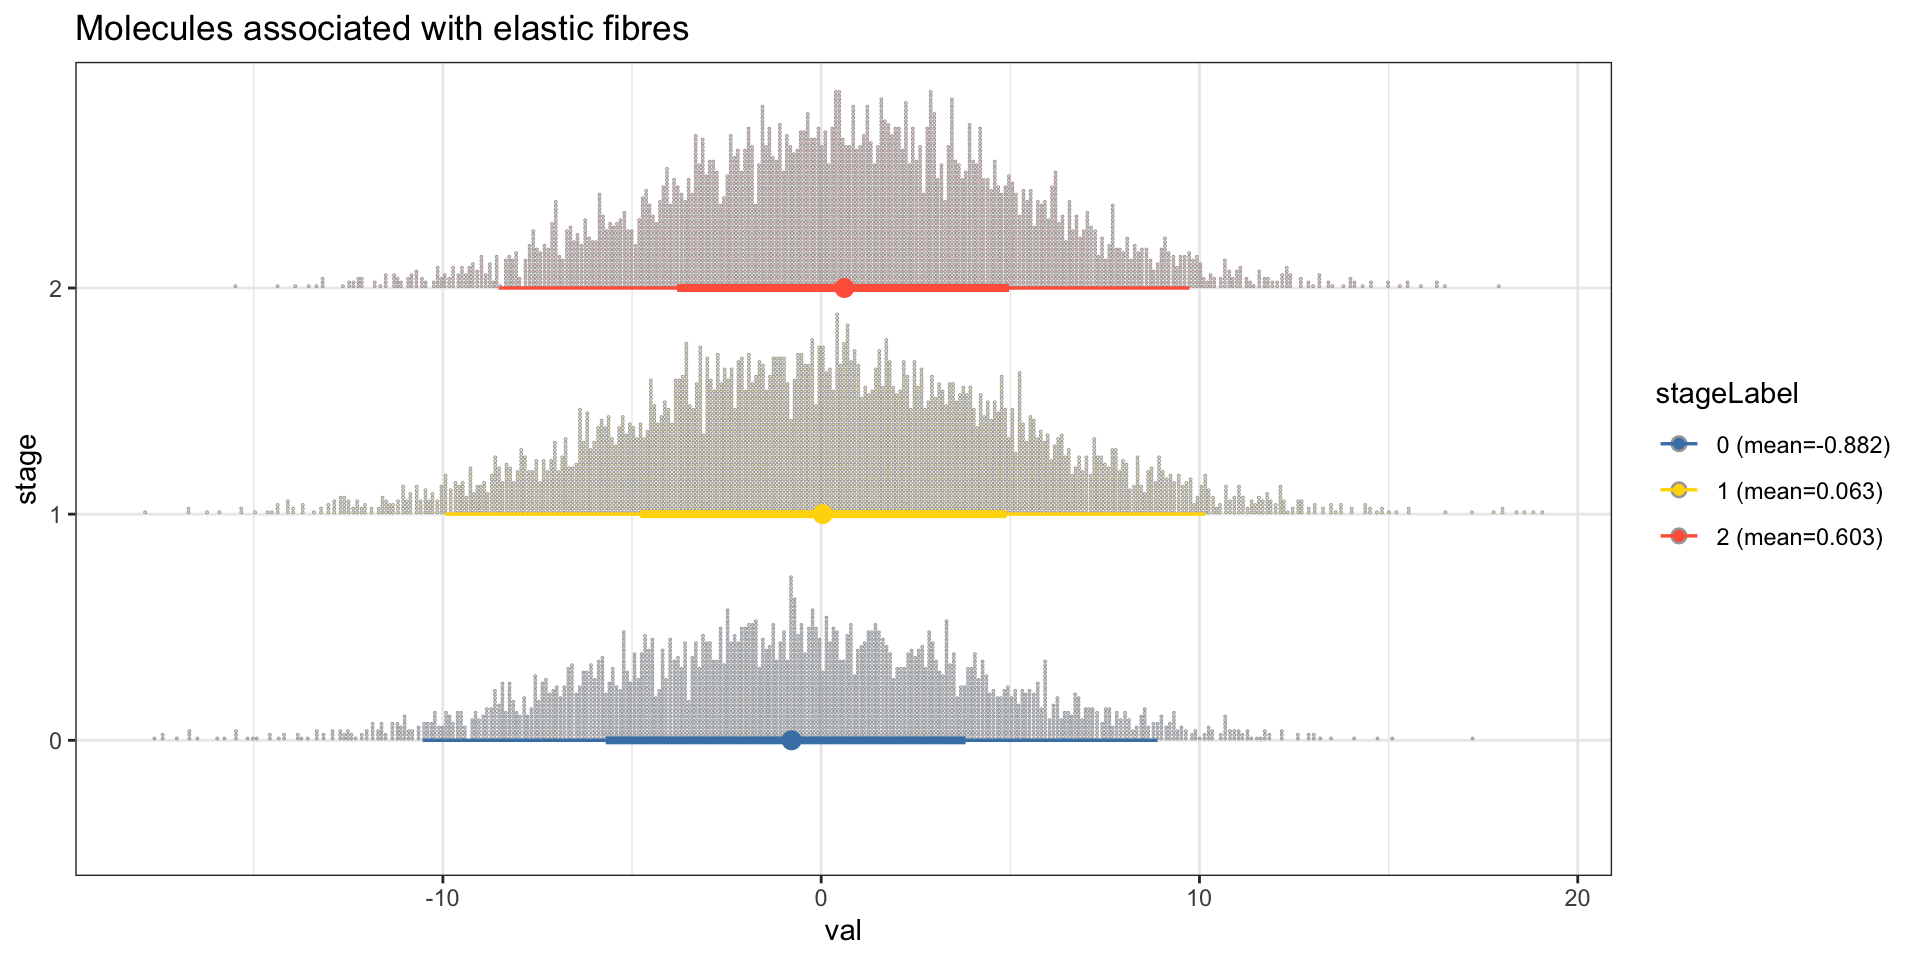 Molecules associated with elastic fibres
stage
2
1
0
-10
0
10
20
val
stageLabel
0 (mean=-0.882)
1 (mean=0.063)
2 (mean=0.603)